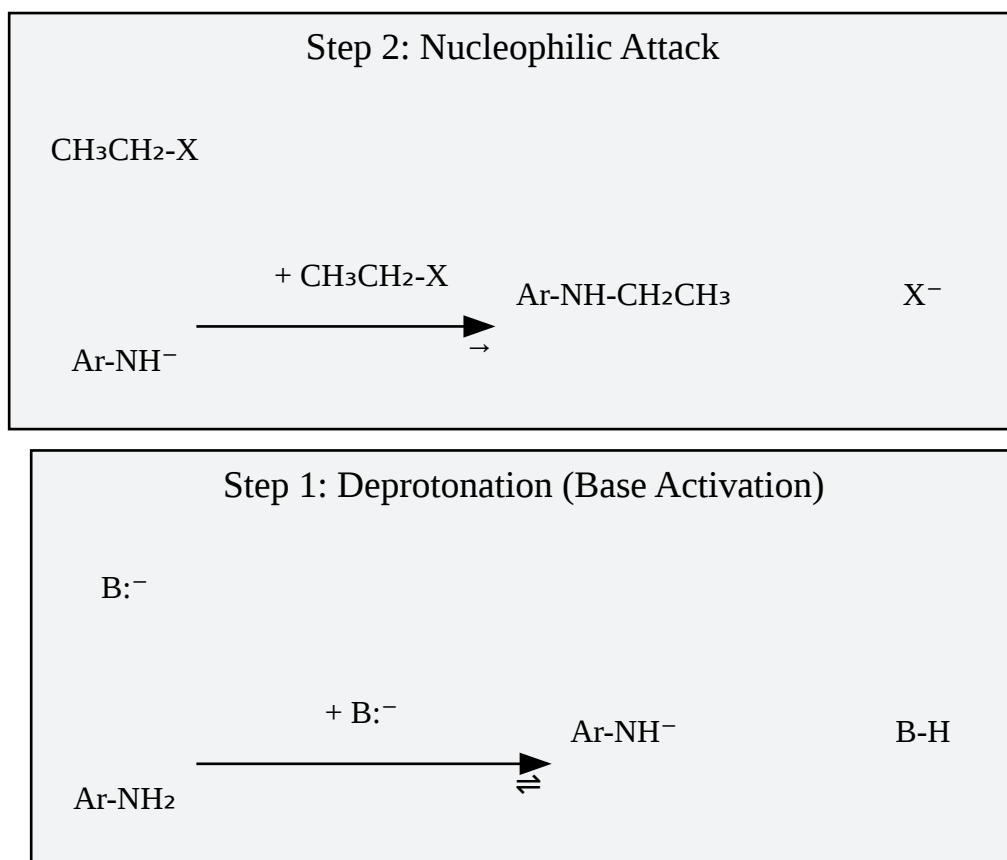 Step 2: Nucleophilic Attack
CH₃CH₂-X
+ CH₃CH₂-X
Ar-NH-CH₂CH₃
X⁻
→
Ar-NH⁻
Step 1: Deprotonation (Base Activation)
B:⁻
+ B:⁻
Ar-NH⁻
B-H
⇌
Ar-NH₂